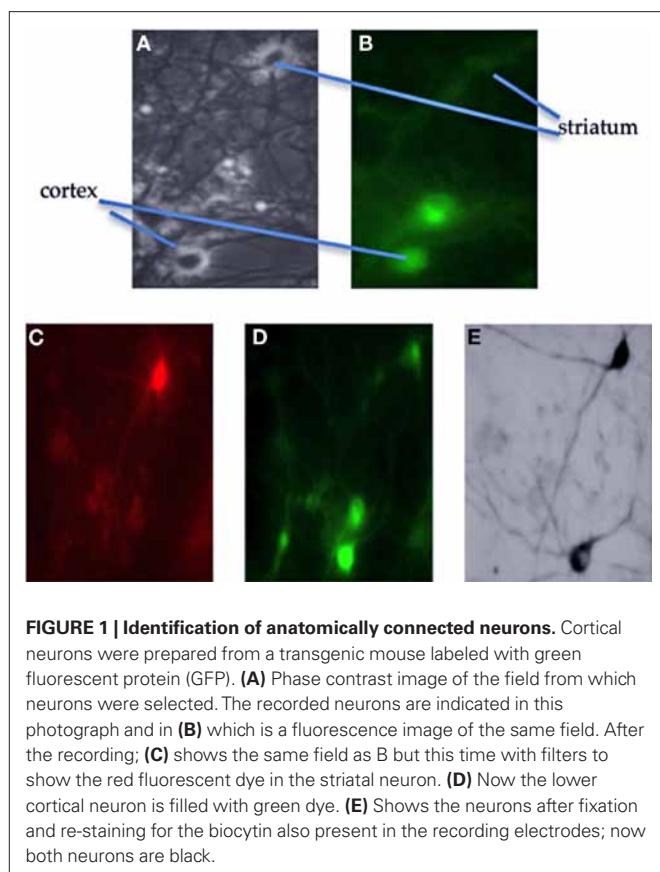 A
B
striatum
cortex
C
D
E
FIGURE 1 | Identification of anatomically connected neurons. Cortical
neurons were prepared from a transgenic mouse labeled with green
fluorescent protein (GFP). (A) Phase contrast image of the field from which
neurons were selected. The recorded neurons are indicated in this
photograph and in (B) which is a fluorescence image of the same field. After
the recording; (C) shows the same field as B but this time with filters to
show the red fluorescent dye in the striatal neuron. (D) Now the lower
cortical neuron is filled with green dye. (E) Shows the neurons after fixation
and re-staining for the biocytin also present in the recording electrodes; now
both neurons are black.